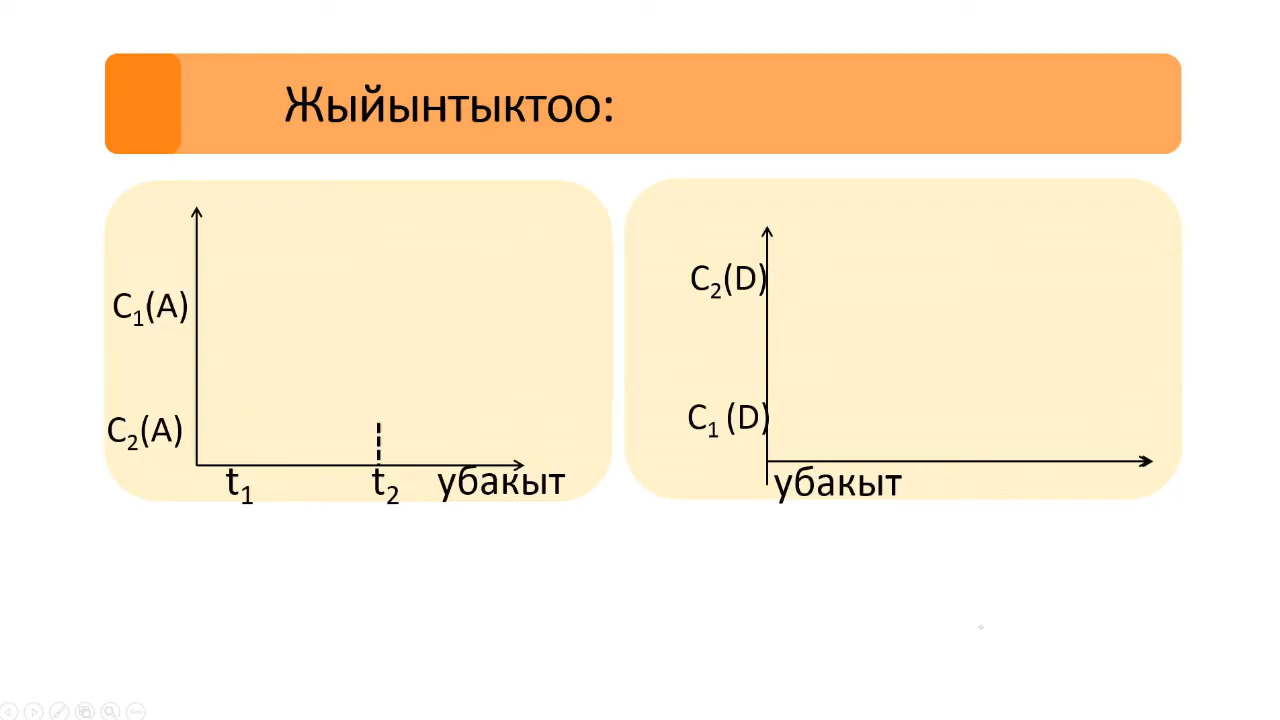 Жыйынтыктоо:
C₁(A)
C₂(A)
t₁ t₂ убакыт
C₂(D)
C₁ (D)
убакыт